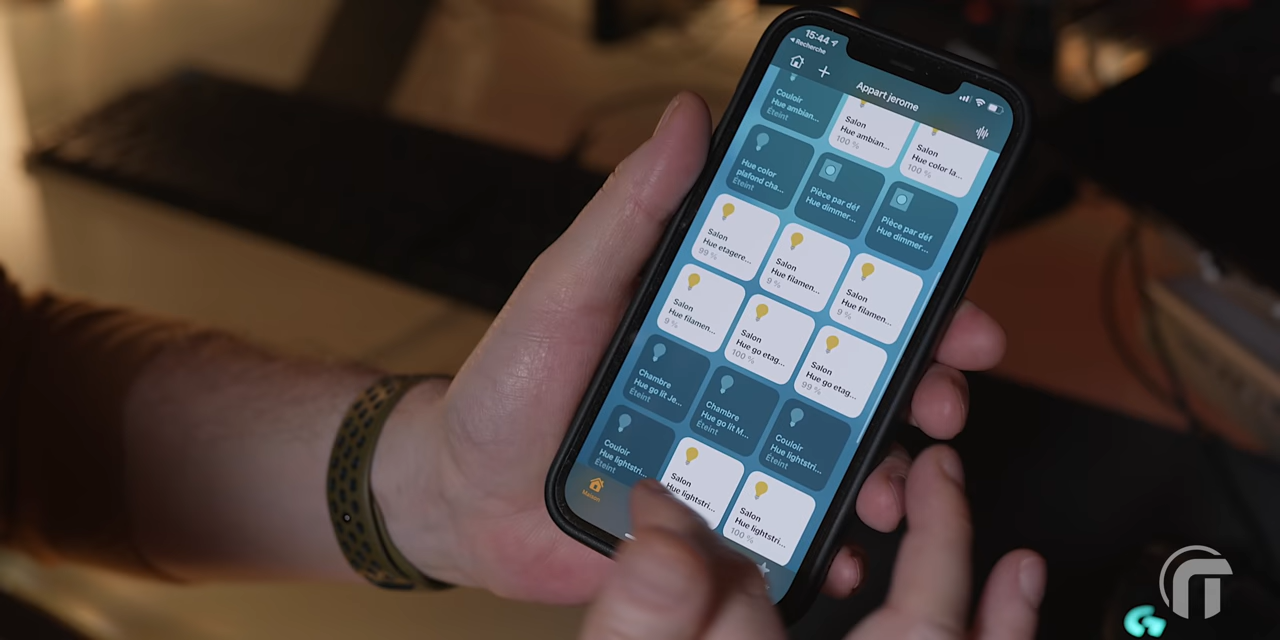 15:44
Recherche
Appart jerome
Couloir
Hue ambian...
Éteint
Salon
Hue ambian...
100 %
Salon
Hue color la...
100 %
Hue color
plafond cha...
Éteint
Pièce par déf
Hue dimmer...
Pièce par déf
Hue dimmer...
Salon
Hue etagere...
99 %
Salon
Hue filamen...
9 %
Salon
Hue filamen...
9 %
Salon
Hue filamen...
9 %
Salon
Hue go etag...
100 %
Salon
Hue go etag...
99 %
Chambre
Hue go lit Je...
Éteint
Chambre
Hue go lit M...
Éteint
Couloir
Hue lightstri...
Éteint
Couloir
Hue lightstri...
Éteint
Salon
Hue lightstri...
Salon
Hue lightstri...
100 %
Maison